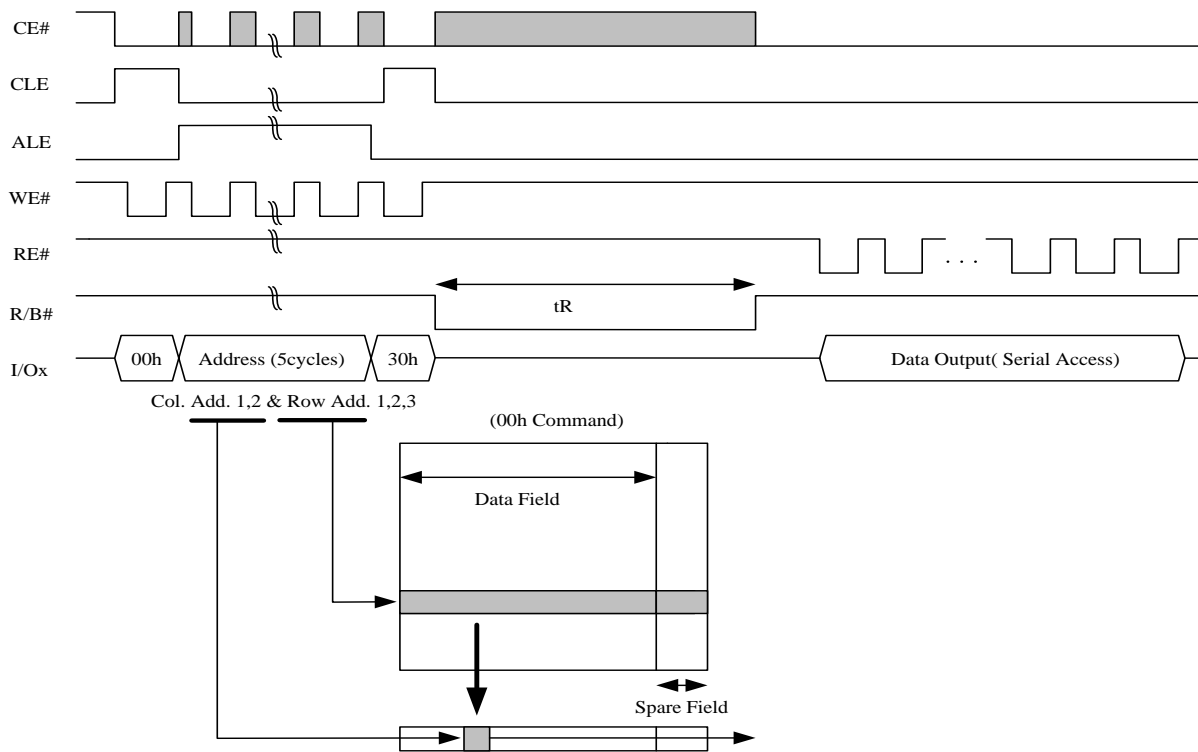 CE#
CLE
ALE
WE#
RE#
. . .
R/B#
tR
I/Ox
00h
Address (5cycles)
30h
Data Output( Serial Access)
Col. Add. 1,2 & Row Add. 1,2,3
(00h Command)
Data Field
Spare Field